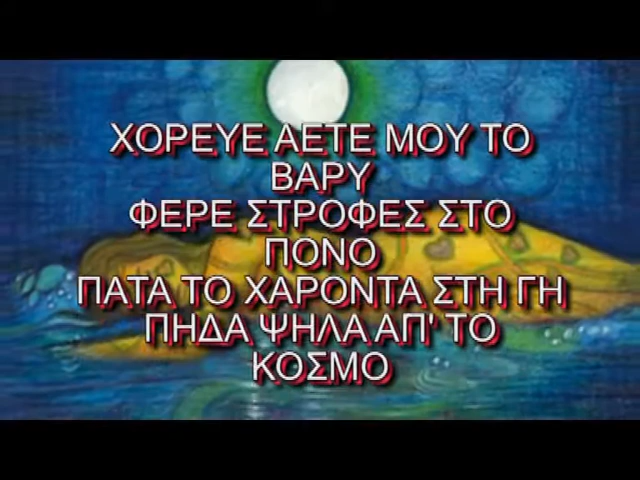 ΧΟΡΕΥΕ ΑΕΤΕ ΜΟΥ ΤΟ
ΒΑΡΥ
ΦΕΡΕ ΣΤΡΟΦΕΣ ΣΤΟ
ΠΟΝΟ
ΠΑΤΑ ΤΟ ΧΑΡΟΝΤΑ ΣΤΗ ΓΗ
ΠΗΔΑ ΨΗΛΑ ΑΠ' ΤΟ
ΚΟΣΜΟ